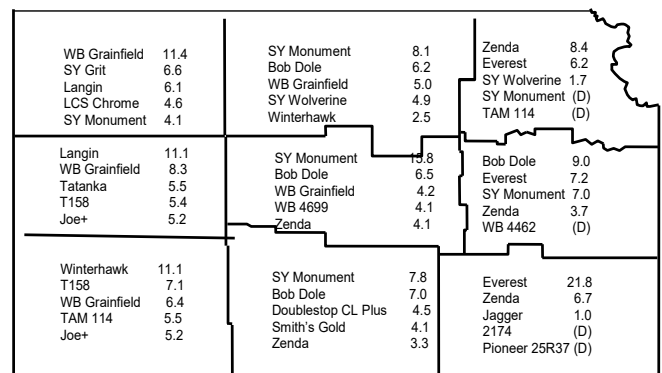 WB Grainfield 11.4
SY Grit 6.6
Langin 6.1
LCS Chrome 4.6
SY Monument 4.1
SY Monument 8.1
Bob Dole 6.2
WB Grainfield 5.0
SY Wolverine 4.9
Winterhawk 2.5
Zenda 8.4
Everest 6.2
SY Wolverine 1.7
SY Monument (D)
TAM 114 (D)
Langin 11.1
WB Grainfield 8.3
Tatanka 5.5
T158 5.4
Joe+ 5.2
SY Monument 15.8
Bob Dole 6.5
WB Grainfield 4.2
WB 4699 4.1
Zenda 4.1
Bob Dole 9.0
Everest 7.2
SY Monument 7.0
Zenda 3.7
WB 4462 (D)
Winterhawk 11.1
T158 7.1
WB Grainfield 6.4
TAM 114 5.5
Joe+ 5.2
SY Monument 7.8
Bob Dole 7.0
Doublestop CL Plus 4.5
Smith's Gold 4.1
Zenda 3.3
Everest 21.8
Zenda 6.7
Jagger 1.0
2174 (D)
Pioneer 25R37 (D)